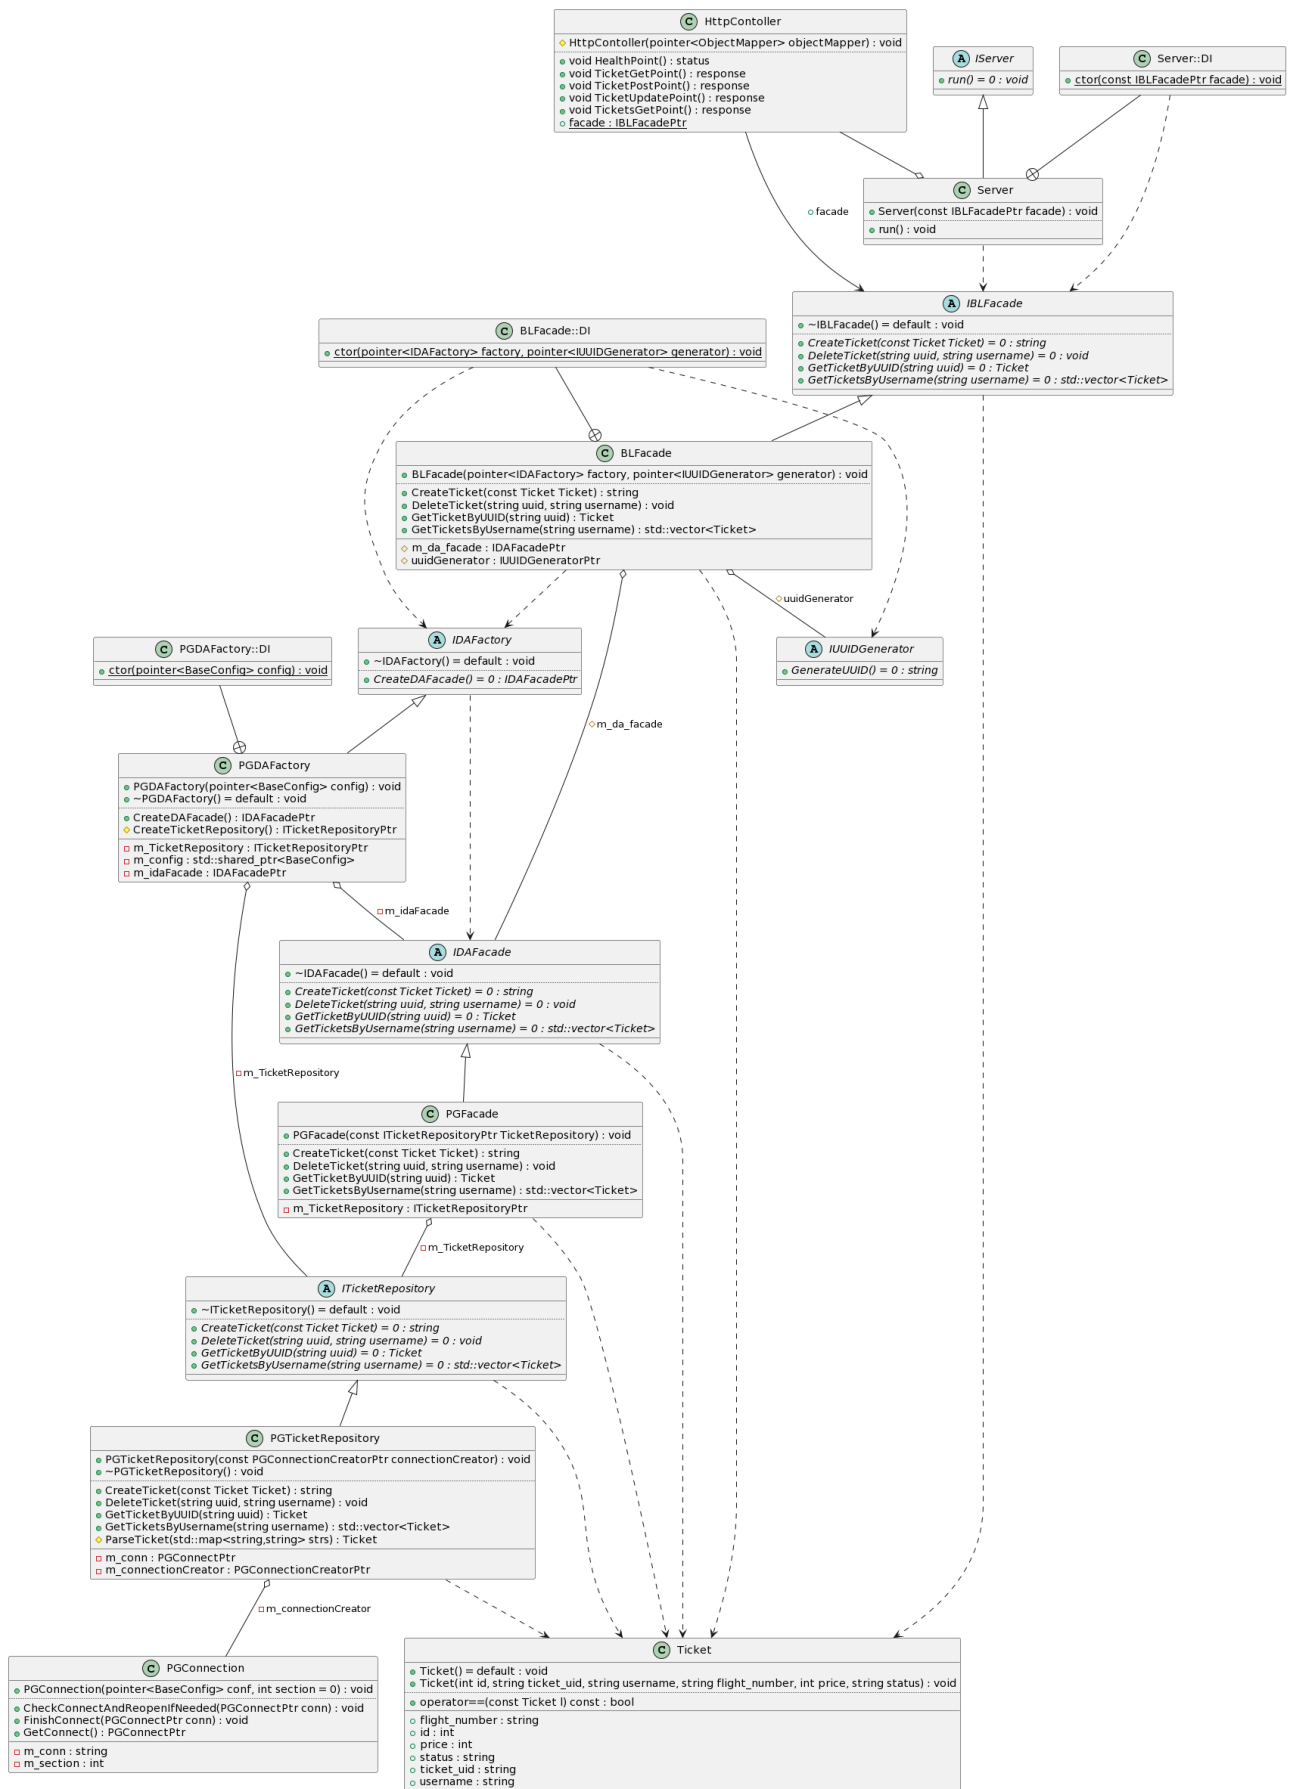 HttpContoller
HttpContoller(pointer<ObjectMapper> objectMapper) : void
void HealthPoint() : status
void TicketGetPoint() : response
void TicketPostPoint() : response
void TicketUpdatePoint() : response
void TicketsGetPoint() : response
facade : IBLFacadePtr
IServer
run() = 0 : void
Server::DI
ctor(const IBLFacadePtr facade) : void
Server
Server(const IBLFacadePtr facade) : void
run() : void
facade
IBLFacade
~IBLFacade() = default : void
CreateTicket(const Ticket Ticket) = 0 : string
DeleteTicket(string uuid, string username) = 0 : void
GetTicketByUUID(string uuid) = 0 : Ticket
GetTicketsByUsername(string username) = 0 : std::vector<Ticket>
BLFacade::DI
ctor(pointer<IDAFactory> factory, pointer<IUUIDGenerator> generator) : void
BLFacade
BLFacade(pointer<IDAFactory> factory, pointer<IUUIDGenerator> generator) : void
CreateTicket(const Ticket Ticket) : string
DeleteTicket(string uuid, string username) : void
GetTicketByUUID(string uuid) : Ticket
GetTicketsByUsername(string username) : std::vector<Ticket>
m_da_facade : IDAFacadePtr
uuidGenerator : IUUIDGeneratorPtr
uuidGenerator
IDAFactory
~IDAFactory() = default : void
CreateDAFacade() = 0 : IDAFacadePtr
IUUIDGenerator
GenerateUUID() = 0 : string
PGDAFactory::DI
ctor(pointer<BaseConfig> config) : void
m_da_facade
PGDAFactory
PGDAFactory(pointer<BaseConfig> config) : void
~PGDAFactory() = default : void
CreateDAFacade() : IDAFacadePtr
CreateTicketRepository() : ITicketRepositoryPtr
m_TicketRepository : ITicketRepositoryPtr
m_config : std::shared_ptr<BaseConfig>
m_idaFacade : IDAFacadePtr
m_idaFacade
IDAFacade
~IDAFacade() = default : void
CreateTicket(const Ticket Ticket) = 0 : string
DeleteTicket(string uuid, string username) = 0 : void
GetTicketByUUID(string uuid) = 0 : Ticket
GetTicketsByUsername(string username) = 0 : std::vector<Ticket>
m_TicketRepository
PGFacade
PGFacade(const ITicketRepositoryPtr TicketRepository) : void
CreateTicket(const Ticket Ticket) : string
DeleteTicket(string uuid, string username) : void
GetTicketByUUID(string uuid) : Ticket
GetTicketsByUsername(string username) : std::vector<Ticket>
m_TicketRepository : ITicketRepositoryPtr
m_TicketRepository
ITicketRepository
~ITicketRepository() = default : void
CreateTicket(const Ticket Ticket) = 0 : string
DeleteTicket(string uuid, string username) = 0 : void
GetTicketByUUID(string uuid) = 0 : Ticket
GetTicketsByUsername(string username) = 0 : std::vector<Ticket>
PGTicketRepository
PGTicketRepository(const PGConnectionCreatorPtr connectionCreator) : void
~PGTicketRepository() : void
CreateTicket(const Ticket Ticket) : string
DeleteTicket(string uuid, string username) : void
GetTicketByUUID(string uuid) : Ticket
GetTicketsByUsername(string username) : std::vector<Ticket>
ParseTicket(std::map<string,string> strs) : Ticket
m_conn : PGConnectPtr
m_connectionCreator : PGConnectionCreatorPtr
m_connectionCreator
PGConnection
PGConnection(pointer<BaseConfig> conf, int section = 0) : void
CheckConnectAndReopenIfNeeded(PGConnectPtr conn) : void
FinishConnect(PGConnectPtr conn) : void
GetConnect() : PGConnectPtr
m_conn : string
m_section : int
Ticket
Ticket() = default : void
Ticket(int id, string ticket_uid, string username, string flight_number, int price, string status) : void
operator==(const Ticket l) const : bool
flight_number : string
id : int
price : int
status : string
ticket_uid : string
username : string